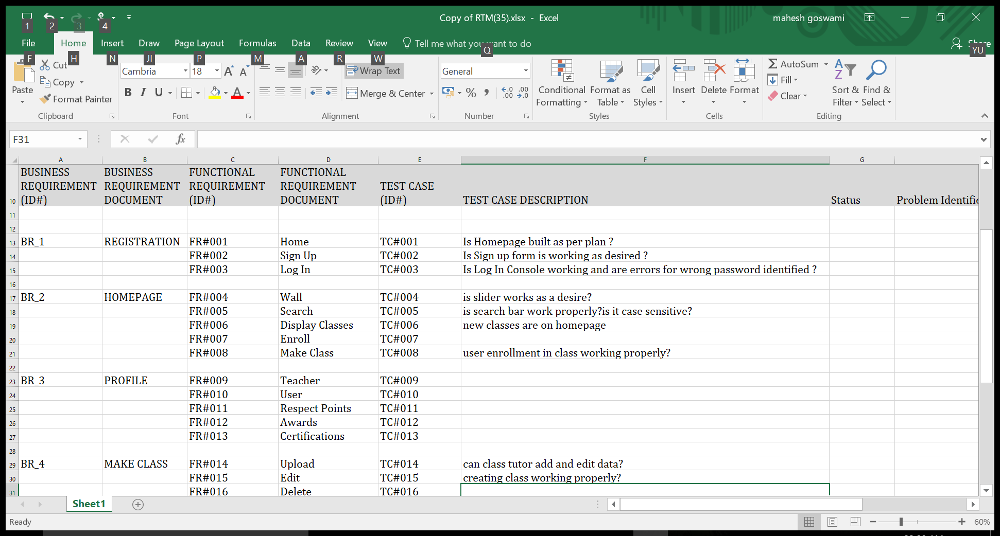 Copy of RTM(35).xlsx - Excel
mahesh goswami
1 2 3 4
File Home Insert Draw Page Layout Formulas Data Review View Tell me what you want to do
F H N JI P M A R W Q YU
Cut
Copy
Format Painter
Paste
Clipboard
Cambria 18
B I U
Font
Wrap Text
Merge & Center
Alignment
General
Number
Conditional Formatting
Format as Table
Cell Styles
Styles
Insert Delete Format
Cells
AutoSum
Fill
Clear
Sort & Filter
Find & Select
Editing
F31
fx
A B C D E F G
10 BUSINESS REQUIREMENT (ID#) BUSINESS REQUIREMENT DOCUMENT FUNCTIONAL REQUIREMENT (ID#) FUNCTIONAL REQUIREMENT DOCUMENT TEST CASE (ID#) TEST CASE DESCRIPTION Status Problem Identifie
11
12
13 BR_1 REGISTRATION FR#001 Home TC#001 Is Homepage built as per plan ?
14 FR#002 Sign Up TC#002 Is Sign up form is working as desired ?
15 FR#003 Log In TC#003 Is Log In Console working and are errors for wrong password identified ?
16
17 BR_2 HOMEPAGE FR#004 Wall TC#004 is slider works as a desire?
18 FR#005 Search TC#005 is search bar work properly?is it case sensitive?
19 FR#006 Display Classes TC#006 new classes are on homepage
20 FR#007 Enroll TC#007
21 FR#008 Make Class TC#008 user enrollment in class working properly?
22
23 BR_3 PROFILE FR#009 Teacher TC#009
24 FR#010 User TC#010
25 FR#011 Respect Points TC#011
26 FR#012 Awards TC#012
27 FR#013 Certifications TC#013
28
29 BR_4 MAKE CLASS FR#014 Upload TC#014 can class tutor add and edit data?
30 FR#015 Edit TC#015 creating class working properly?
31 FR#016 Delete TC#016
Sheet1
Ready
60%